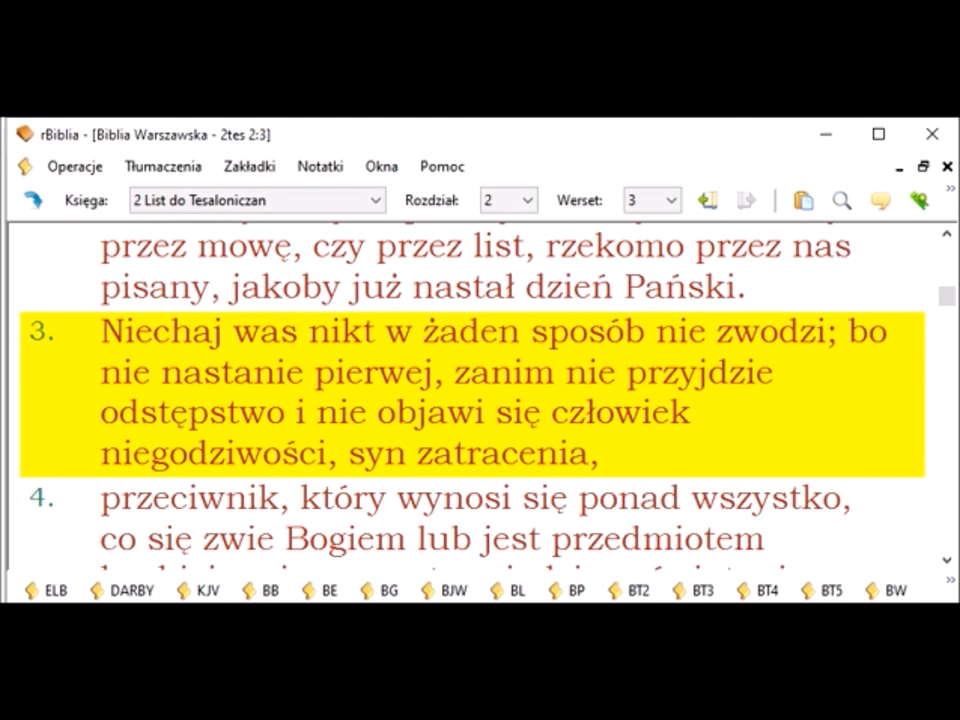 rBiblia - [Biblia Warszawska - 2tes 2:3]
Operacje Tłumaczenia Zakładki Notatki Okna Pomoc
Księga: 2 List do Tesaloniczan Rozdział: 2 Werset: 3
przez mowę, czy przez list, rzekomo przez nas
pisany, jakoby już nastał dzień Pański.
3. Niechaj was nikt w żaden sposób nie zwodzi; bo
nie nastanie pierwej, zanim nie przyjdzie
odstępstwo i nie objawi się człowiek
niegodziwości, syn zatracenia,
4. przeciwnik, który wynosi się ponad wszystko,
co się zwie Bogiem lub jest przedmiotem
ELB DARBY KJV BB BE BG BJW BL BP BT2 BT3 BT4 BT5 BW